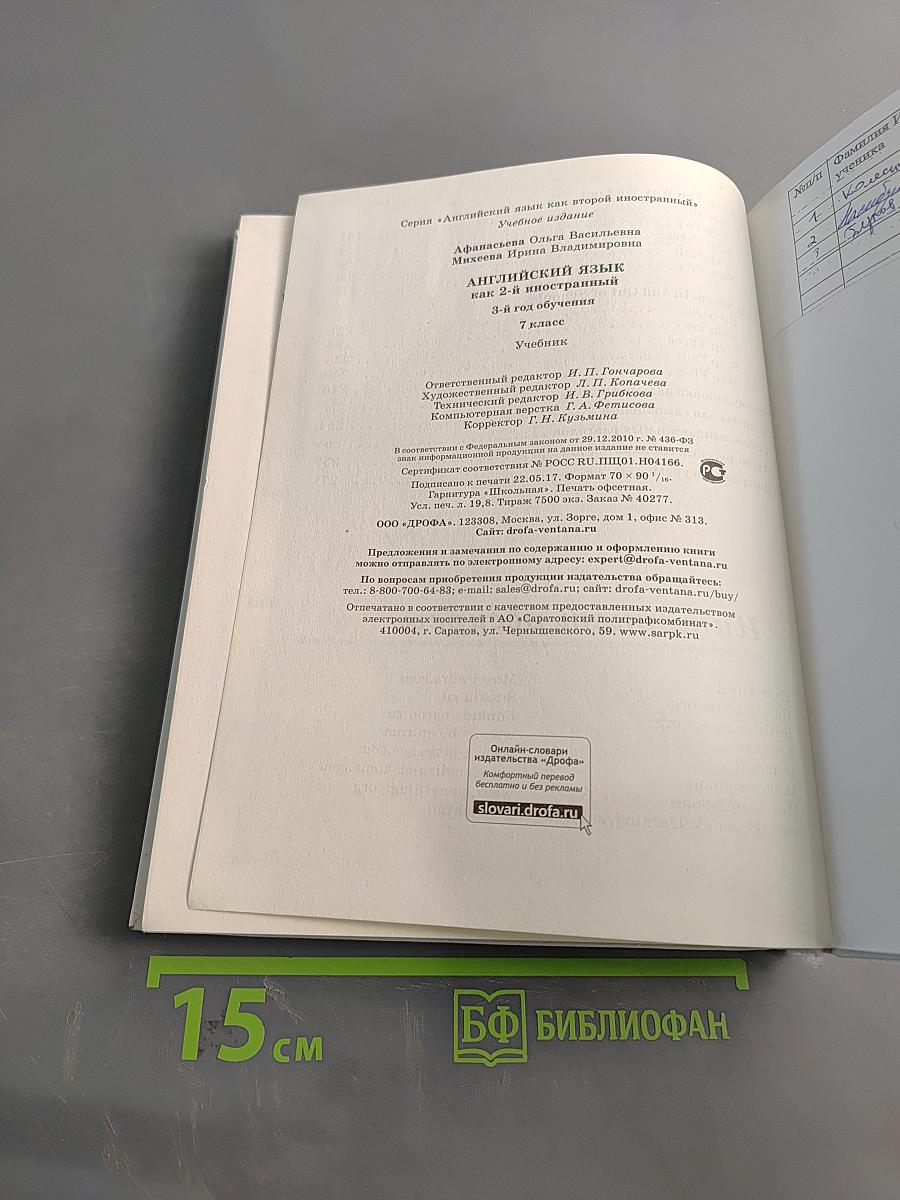 Серия «Английский язык как второй иностранный»
Учебное издание
Афанасьева Ольга Васильевна
Михеева Ирина Владимировна
АНГЛИЙСКИЙ ЯЗЫК
как 2-й иностранный
3-й год обучения
7 класс
Учебник
Ответственный редактор И. П. Гончарова
Художественный редактор Л. П. Копачева
Технический редактор И. В. Грибкова
Компьютерная верстка Г. А. Фетисова
Корректор Г. Н. Кузьмина
В соответствии с Федеральным законом от 29.12.2010 г. № 436-ФЗ
знак информационной продукции на данное издание не ставится
Сертификат соответствия № РОСС RU.ПЩ01.Н04166.
Подписано к печати 22.05.17. Формат 70 × 90 1/16.
Гарнитура «Школьная». Печать офсетная.
Усл. печ. л. 19,8. Тираж 7500 экз. Заказ № 40277.
ООО «ДРОФА». 123308, Москва, ул. Зорге, дом 1, офис № 313.
Сайт: drofa-ventana.ru
Предложения и замечания по содержанию и оформлению книги
можно отправлять по электронному адресу: expert@drofa-ventana.ru
По вопросам приобретения продукции издательства обращайтесь:
тел.: 8-800-700-64-83; e-mail: sales@drofa.ru; сайт: drofa-ventana.ru/buy/
Отпечатано в соответствии с качеством предоставленных издательством
электронных носителей в АО «Саратовский полиграфкомбинат».
410004, г. Саратов, ул. Чернышевского, 59. www.sarpk.ru
Онлайн-словари
издательства «Дрофа»
Комфортный перевод
бесплатно и без рекламы
slovari.drofa.ru
№п/п Фамилия
ученика
1
2
3
15 см
БФ БИБЛИОФАН